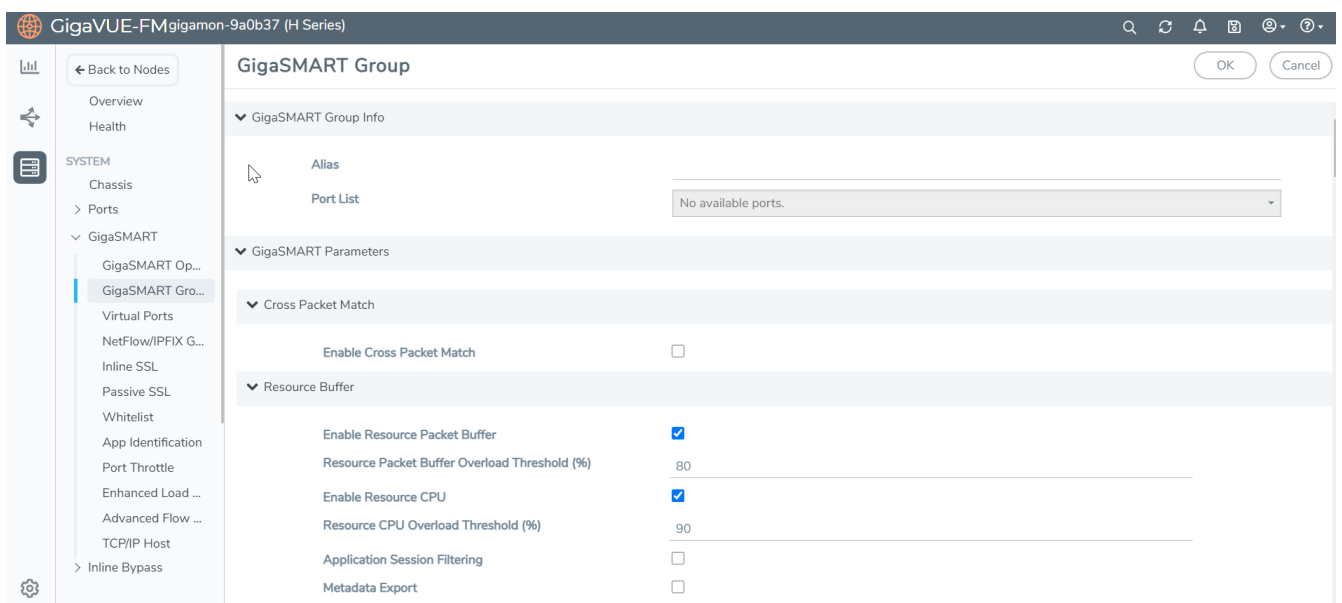 GigaVUE-FM gigamon-9a0b37 (H Series)
Back to Nodes
Overview
Health
SYSTEM
Chassis
Ports
GigaSMART
GigaSMART Op...
GigaSMART Gro...
Virtual Ports
NetFlow/IPFIX G...
Inline SSL
Passive SSL
Whitelist
App Identification
Port Throttle
Enhanced Load ...
Advanced Flow ...
TCP/IP Host
Inline Bypass
GigaSMART Group
OK
Cancel
GigaSMART Group Info
Alias
Port List
No available ports.
GigaSMART Parameters
Cross Packet Match
Enable Cross Packet Match
Resource Buffer
Enable Resource Packet Buffer
Resource Packet Buffer Overload Threshold (%)
80
Enable Resource CPU
Resource CPU Overload Threshold (%)
90
Application Session Filtering
Metadata Export